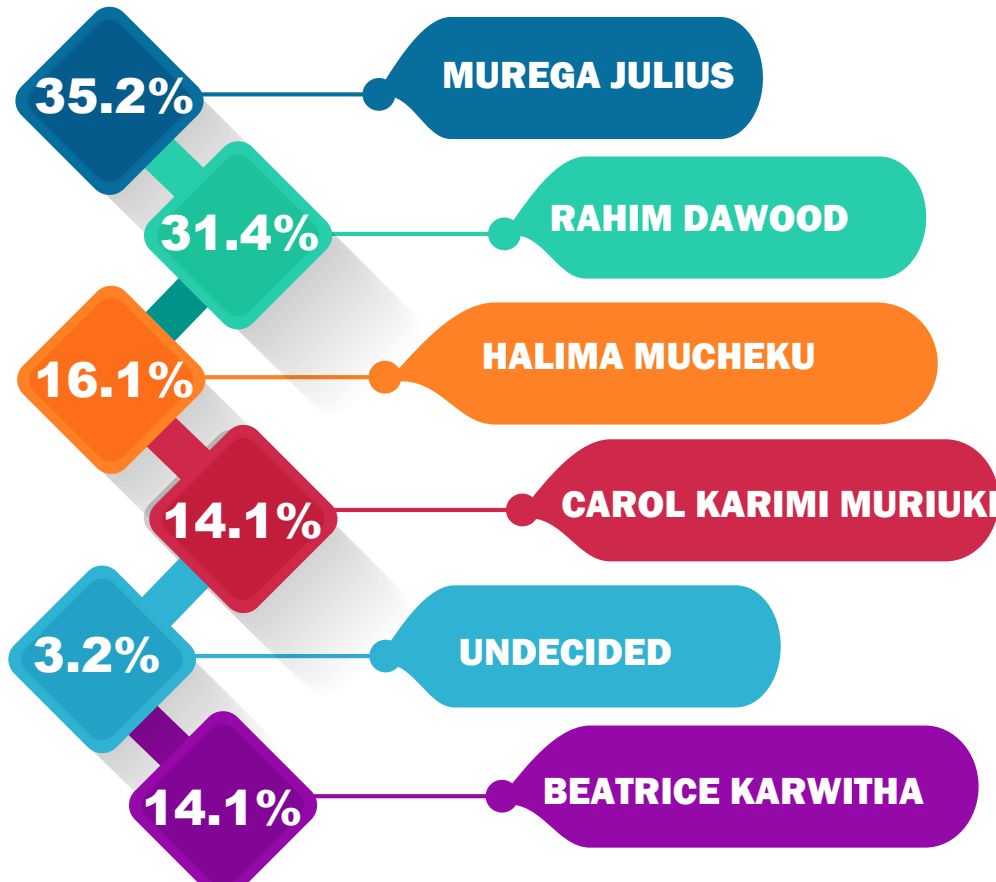 35.2%
MUREGA JULIUS
31.4%
RAHIM DAWOOD
16.1%
HALIMA MUCHEKU
14.1%
CAROL KARIMI MURIUKI
3.2%
UNDECIDED
14.1%
BEATRICE KARWITHA